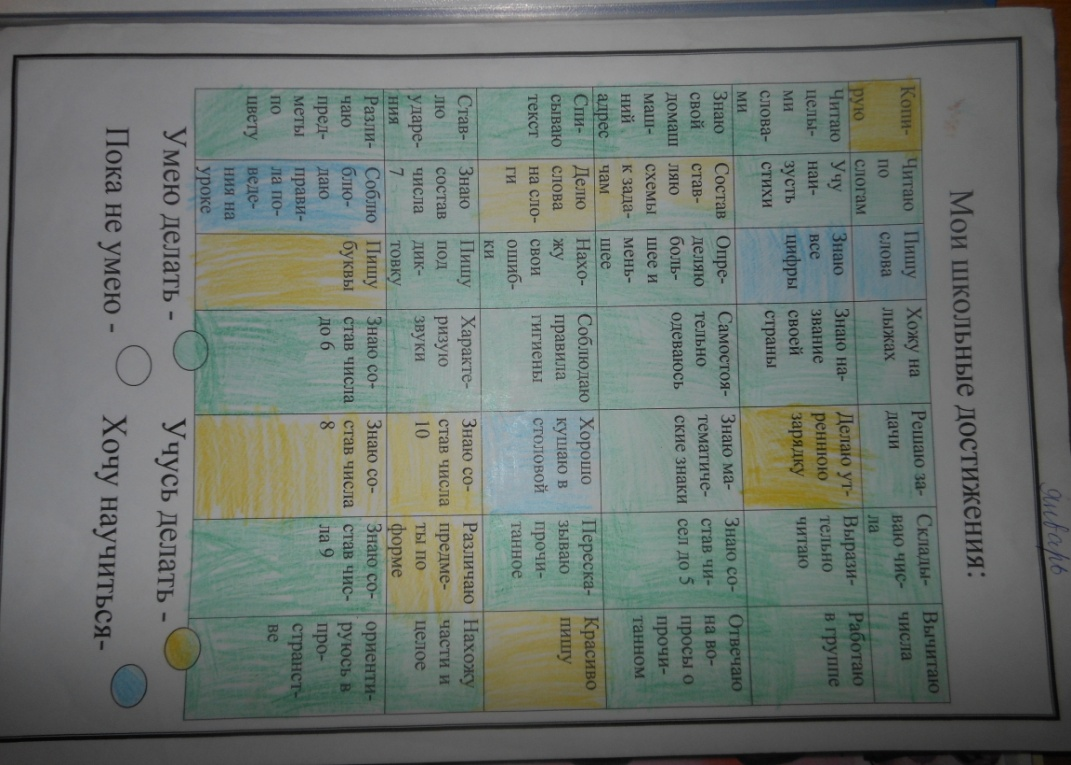 январь
Мои школьные достижения:
Копи-
рую
Читаю
по
слогам
Пишу
слова
Хожу на
лыжах
Решаю за-
дачи
Склады-
ваю чис-
ла
Вычитаю
числа
Читаю
целы-
ми
слова-
ми
Учу
наи-
зусть
стихи
Знаю
все
цифры
Знаю на-
звание
своей
страны
Делаю ут-
реннюю
зарядку
Вырази-
тельно
читаю
Работаю
в группе
Знаю
свой
домаш
маш-
ний
адрес
Состав
став-
ляю
схемы
к зада-
чам
Опре-
деляю
боль-
шее и
мень-
шее
Самостоя-
тельно
одеваюсь
Знаю ма-
тематиче-
ские знаки
Знаю со-
став чи-
сел до 5
Отвечаю
на во-
просы о
прочи-
танном
Спи-
сываю
текст
Делю
слова
на сло-
ги
Нахо-
жу
свои
ошиб-
ки
Соблюдаю
правила
гигиены
Хорошо
кушаю в
столовой
Переска-
зываю
прочи-
танное
Красиво
пишу
Став-
лю
ударе-
ния
Знаю
состав
числа
7
Пишу
под
дик-
товку
Характе-
ризую
звуки
Знаю со-
став числа
10
Различаю
предме-
ты по
форме
Нахожу
части и
целое
Разли-
чаю
пред-
меты
по
цвету
Соблю
блю-
даю
прави-
ла по-
веде-
ния на
уроке
Пишу
буквы
Знаю со-
став числа
до 6
Знаю со-
став числа
8
Знаю со-
став чис-
ла 9
ориенти-
руюсь в
про-
странст-
ве
Умею делать - Учусь делать -
Пока не умею - Хочу научиться-